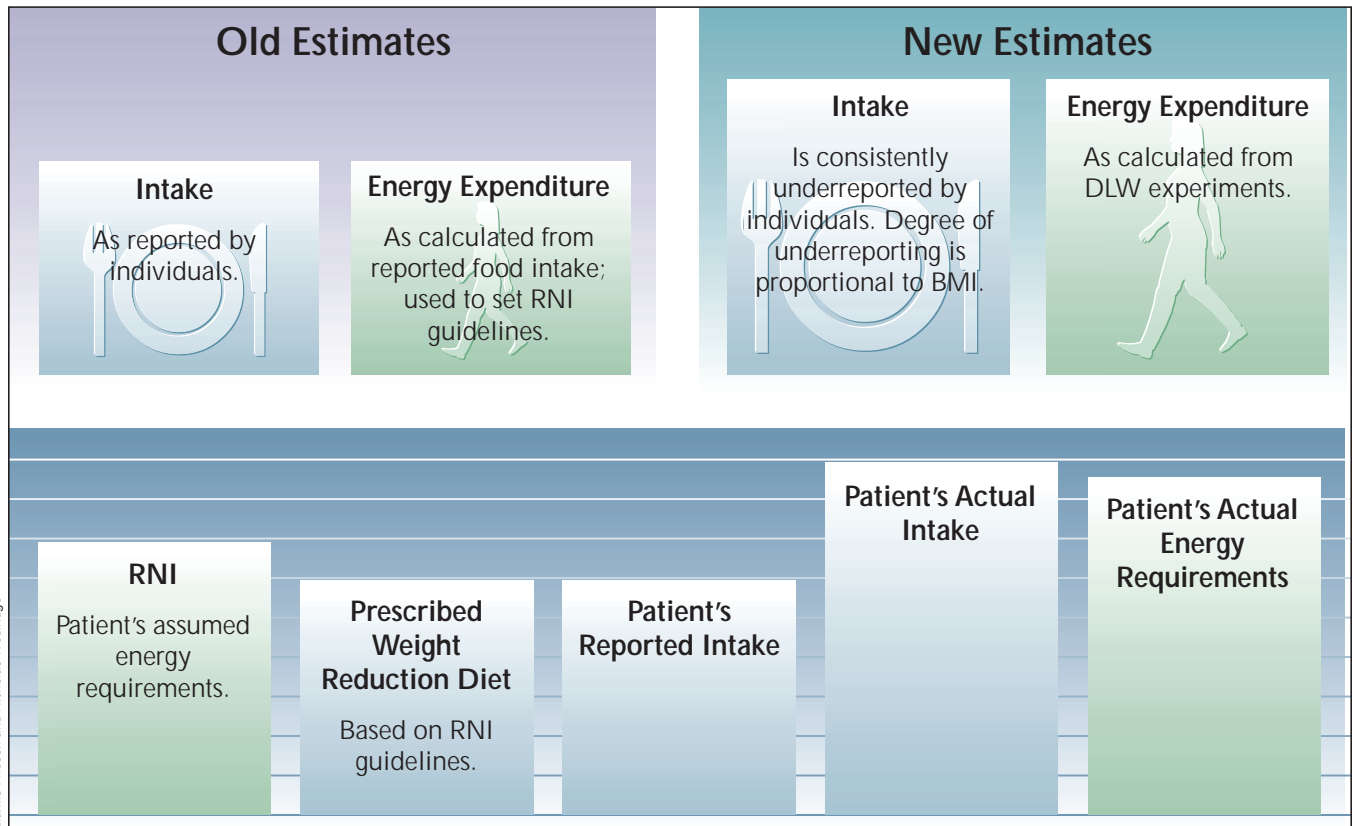 Old Estimates
Intake
As reported by
individuals.
Energy Expenditure
As calculated from
reported food intake;
used to set RNI
guidelines.
New Estimates
Intake
Is consistently
underreported by
individuals. Degree of
underreporting is
proportional to BMI.
Energy Expenditure
As calculated from
DLW experiments.
RNI
Patient’s assumed
energy
requirements.
Prescribed
Weight
Reduction Diet
Based on RNI
guidelines.
Patient’s
Reported Intake
Patient’s Actual
Intake
Patient’s Actual
Energy
Requirements